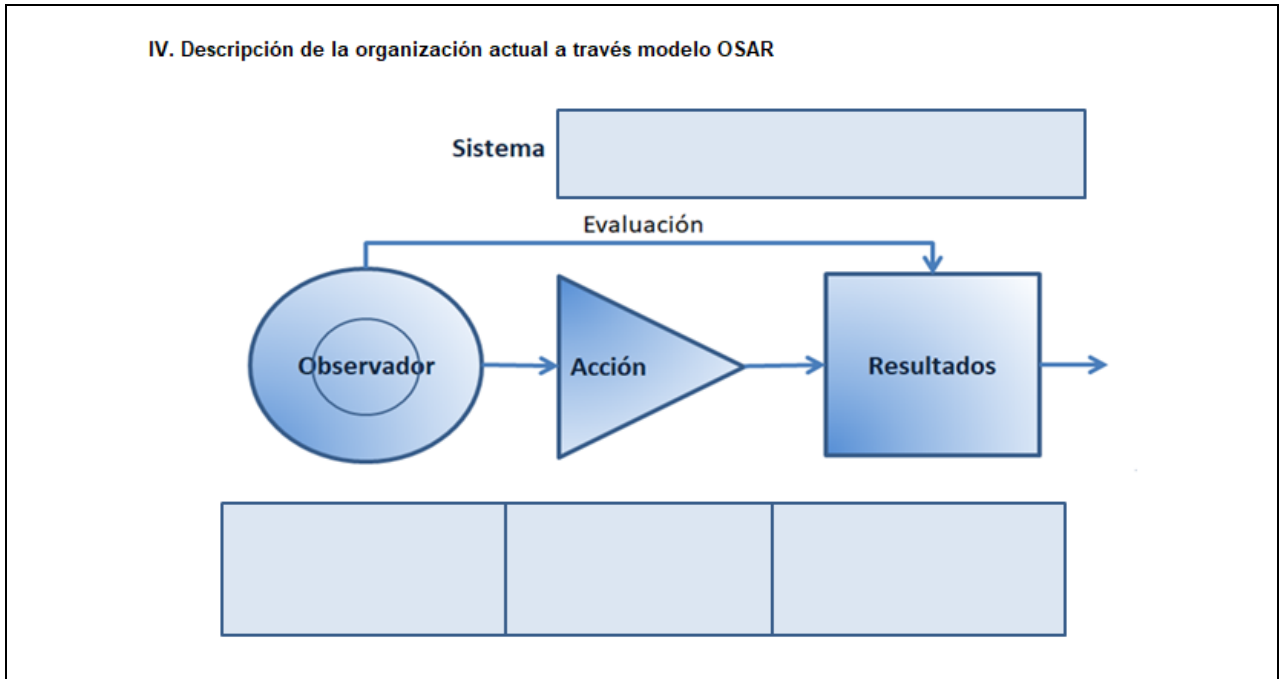 IV. Descripción de la organización actual a través modelo OSAR
Sistema
Evaluación
Observador
Acción
Resultados